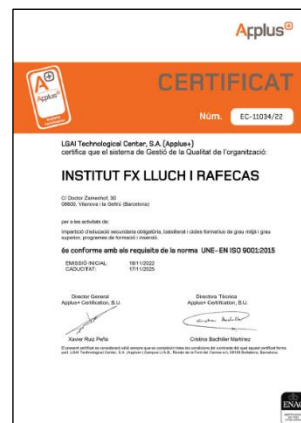 Applus⊕
A+
Applus⊕
CERTIFICAT
Núm. EC-11034/22
LGAI Technological Center, S.A. (Applus+)
certifica que el sistema de Gestió de la Qualitat de l'organització:
INSTITUT FX LLUCH I RAFECAS
C/ Doctor Zamenhof, 30
08800, Vilanova i la Geltrú (Barcelona)
per a les activitats de:
Impartició d'educació secundària obligatòria, batxillerat i cicles formatius de grau mitjà i grau
superior, programes de formació i inserció.
és conforme amb els requisits de la norma UNE-EN ISO 9001:2015
EMISSIÓ INICIAL: 18/11/2022
CADUCITAT: 17/11/2025
Director General
Applus+ Certification, B.U.
Directora Tècnica
Applus+ Certification, B.U.
Xavier Ruiz Peña
Cristina Bachiller Martínez
ENAC